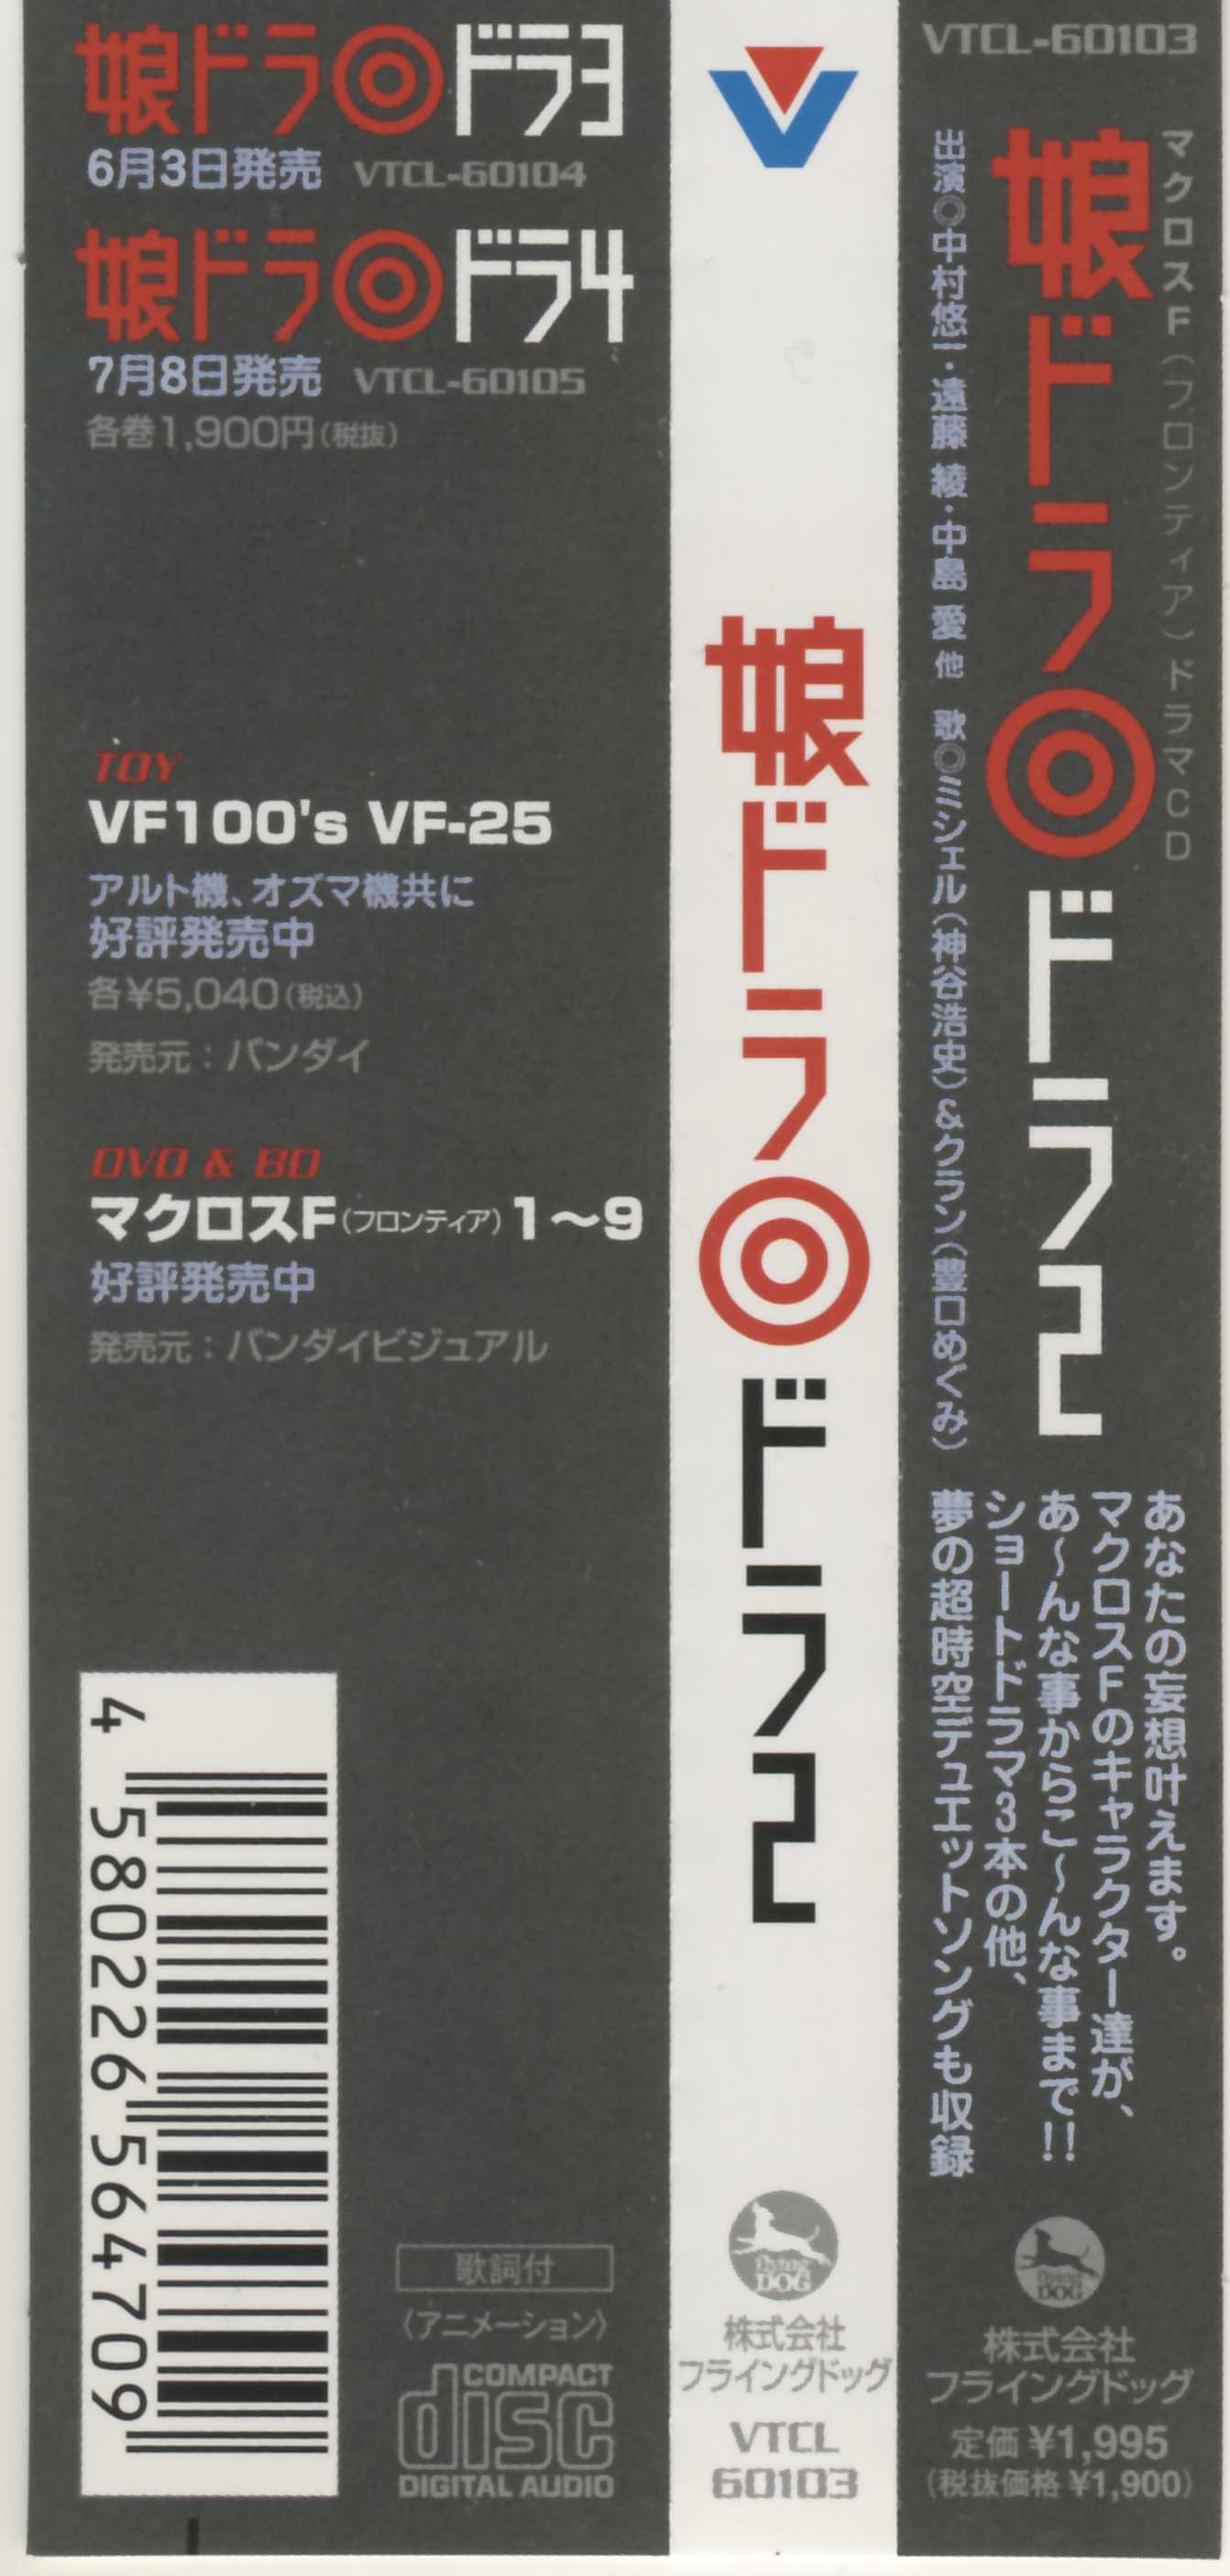 娘ドラ◎ドラ3
6月3日発売 VTCL-60104
娘ドラ◎ドラ4
7月8日発売 VTCL-60105
各巻1,900円(税抜)
TOY
VF100's VF-25
アルト機、オズマ機共に
好評発売中
各¥5,040(税込)
発売元:バンダイ
DVD & BD
マクロスF(フロンティア)1〜9
好評発売中
発売元:バンダイビジュアル
4 580226 564709
歌詞付
〈アニメーション〉
COMPACT
disc
DIGITAL AUDIO
娘ドラ◎ドラ2
flying
DOG
株式会社
フライングドッグ
VTCL
60103
VTCL-60103
マクロスF(フロンティア)ドラマCD
娘ドラ◎ドラ2
出演◎中村悠一・遠藤 綾・中島 愛 他 歌◎ミシェル(神谷浩史)&クラン(豊口めぐみ)
あなたの妄想叶えます。
マクロスFのキャラクター達が、
あ〜んな事からこ〜んな事まで!!
ショートドラマ3本の他、
夢の超時空デュエットソングも収録
flying
DOG
株式会社
フライングドッグ
定価 ¥1,995
(税抜価格 ¥1,900)